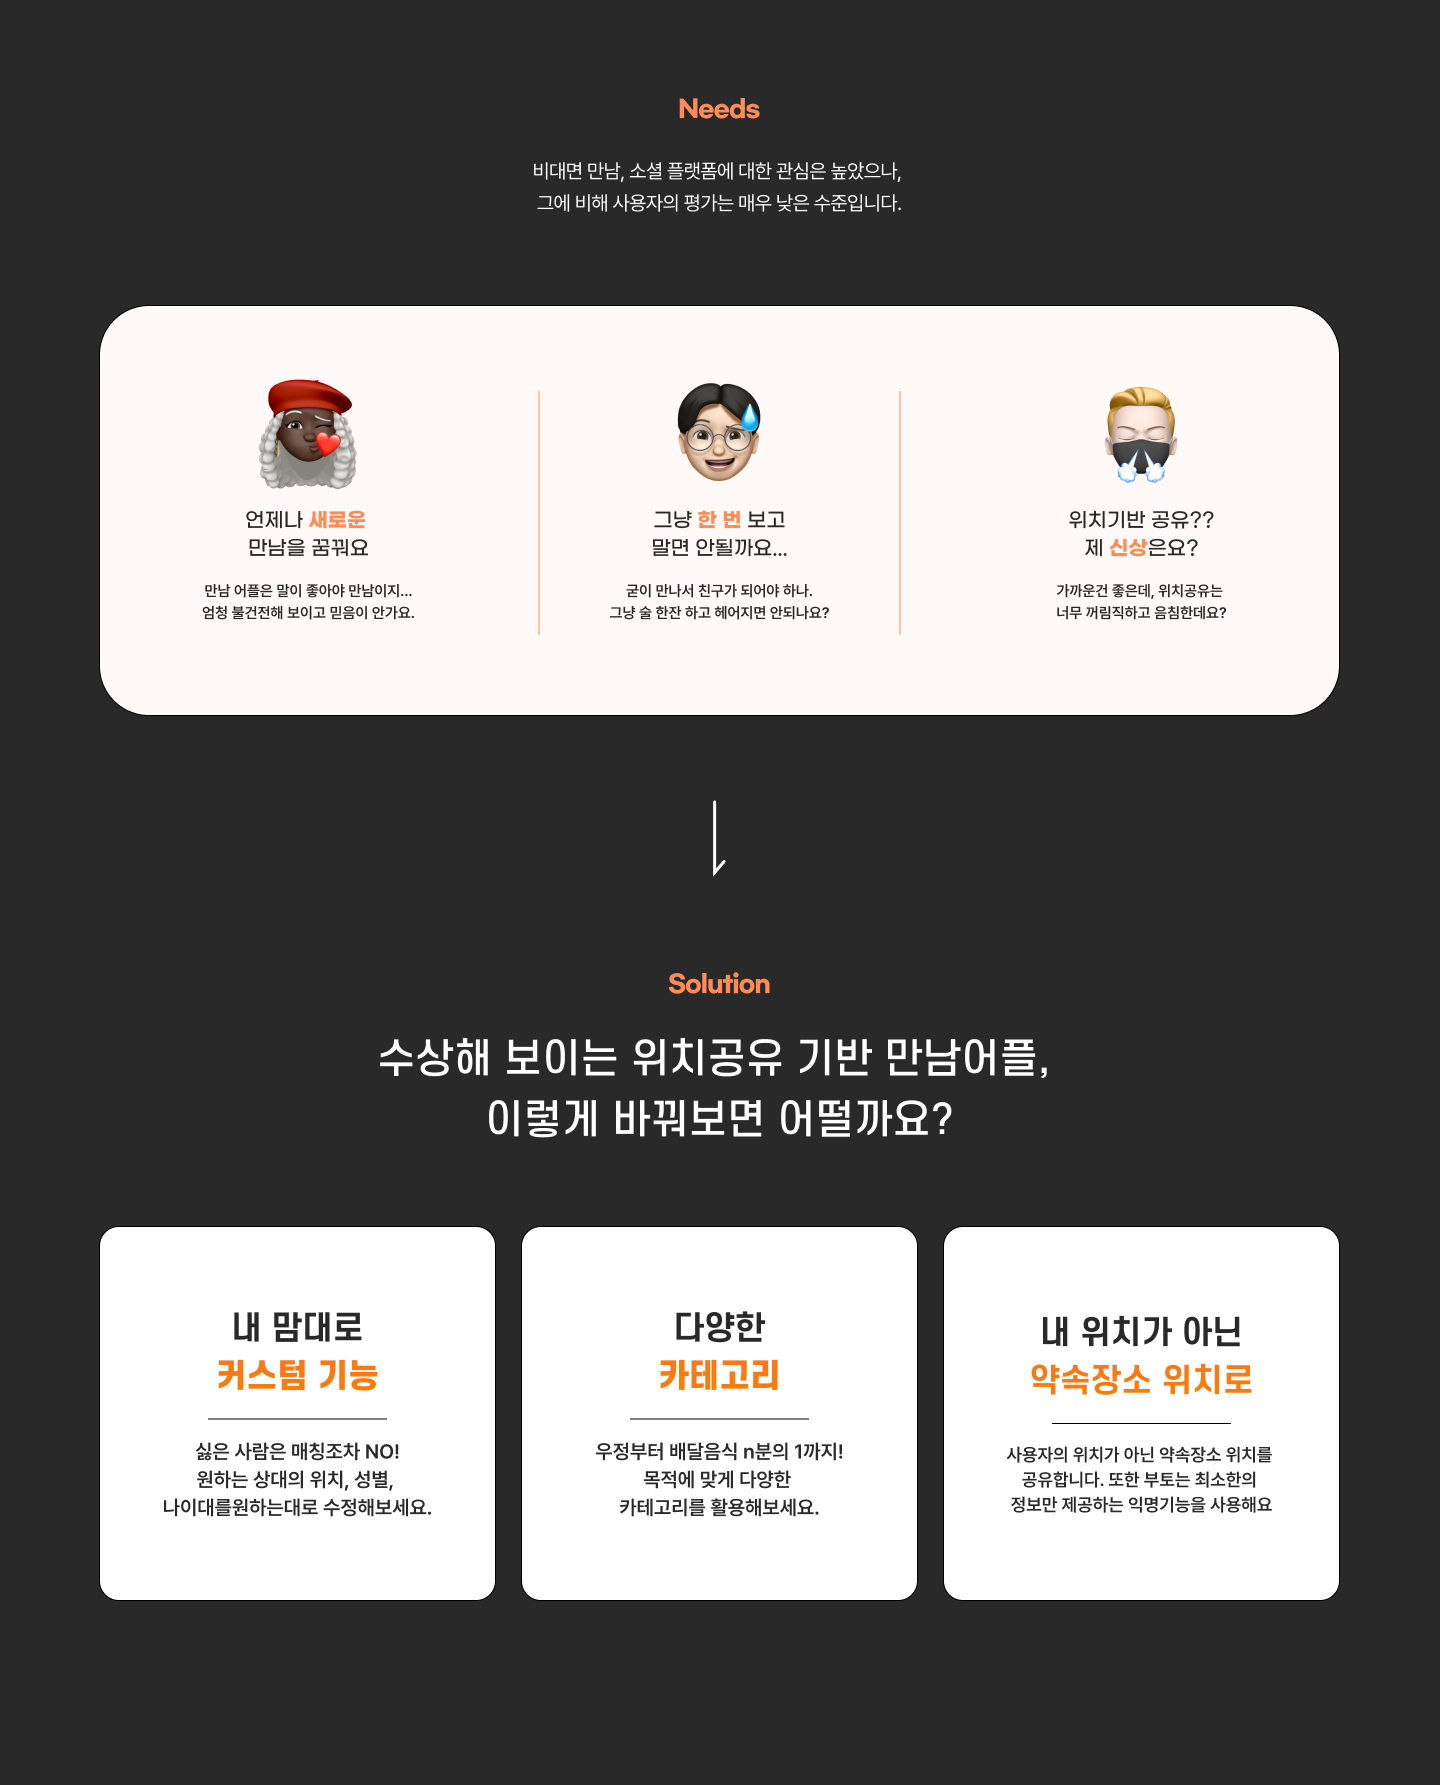 Needs
비대면 만남, 소셜 플랫폼에 대한 관심은 높았으나,
그에 비해 사용자의 평가는 매우 낮은 수준입니다.
언제나 새로운
만남을 꿈꿔요
만남 어플은 말이 좋아야 만남이지...
엄청 불건전해 보이고 믿음이 안가요.
그냥 한 번 보고
말면 안될까요...
굳이 만나서 친구가 되어야 하나.
그냥 술 한잔 하고 헤어지면 안되나요?
위치기반 공유??
제 신상은요?
가까운건 좋은데, 위치공유는
너무 꺼림직하고 음침한데요?
Solution
수상해 보이는 위치공유 기반 만남어플,
이렇게 바꿔보면 어떨까요?
내 맘대로
커스텀 기능
싫은 사람은 매칭조차 NO!
원하는 상대의 위치, 성별,
나이대를원하는대로 수정해보세요.
다양한
카테고리
우정부터 배달음식 n분의 1까지!
목적에 맞게 다양한
카테고리를 활용해보세요.
내 위치가 아닌
약속장소 위치로
사용자의 위치가 아닌 약속장소 위치를
공유합니다. 또한 부토는 최소한의
정보만 제공하는 익명기능을 사용해요